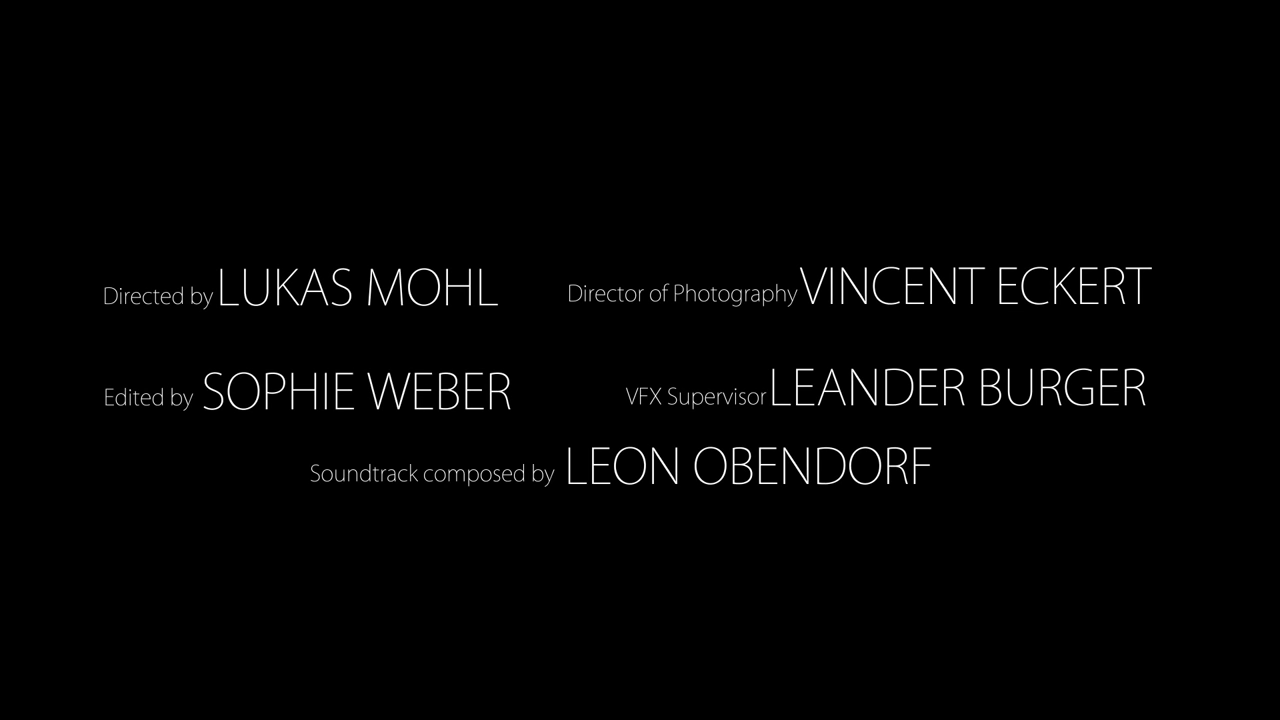 Directed by LUKAS MOHL
Director of Photography VINCENT ECKERT
Edited by SOPHIE WEBER
VFX Supervisor LEANDER BURGER
Soundtrack composed by LEON OBENDORF